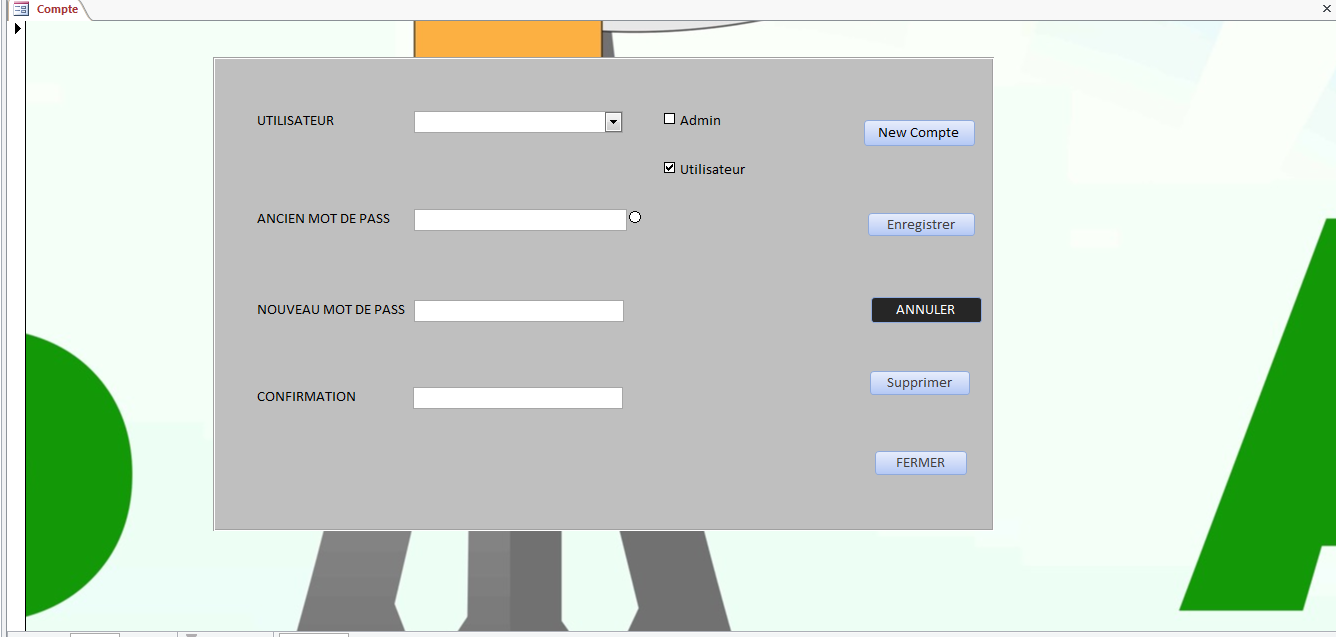 Compte
UTILISATEUR
Admin
New Compte
Utilisateur
ANCIEN MOT DE PASS
Enregistrer
NOUVEAU MOT DE PASS
ANNULER
Supprimer
CONFIRMATION
FERMER